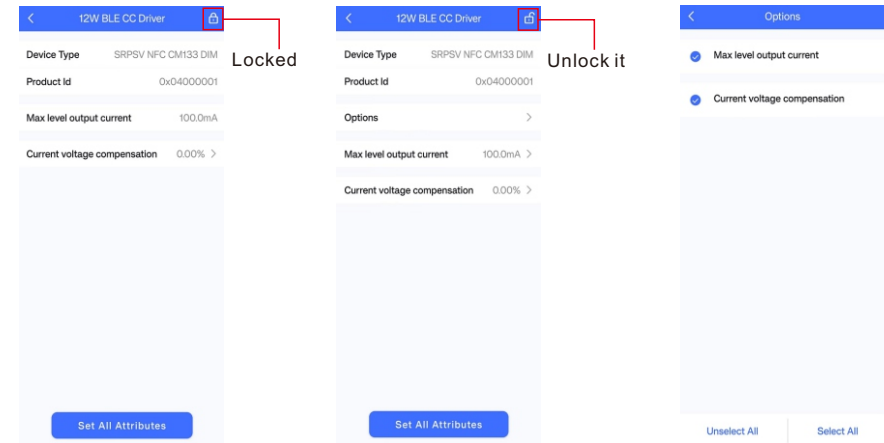 12W BLE CC Driver
Device Type SRPSV NFC CM133 DIM
Product Id 0x04000001
Max level output current 100.0mA
Current voltage compensation 0.00%
Set All Attributes
Locked
12W BLE CC Driver
Device Type SRPSV NFC CM133 DIM
Product Id 0x04000001
Options
Max level output current 100.0mA
Current voltage compensation 0.00%
Set All Attributes
Unlock it
Options
Max level output current
Current voltage compensation
Unselect All Select All